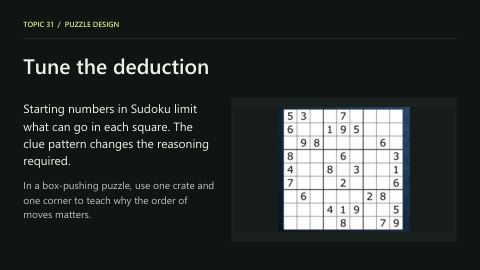 TOPIC 31 / PUZZLE DESIGN
Tune the deduction
Starting numbers in Sudoku limit
what can go in each square. The
clue pattern changes the reasoning
required.
In a box-pushing puzzle, use one crate and
one corner to teach why the order of
moves matters.
5 3 7
6 1 9 5
9 8 6
8 6 3
4 8 3 1
7 2 6
6 2 8
4 1 9 5
8 7 9